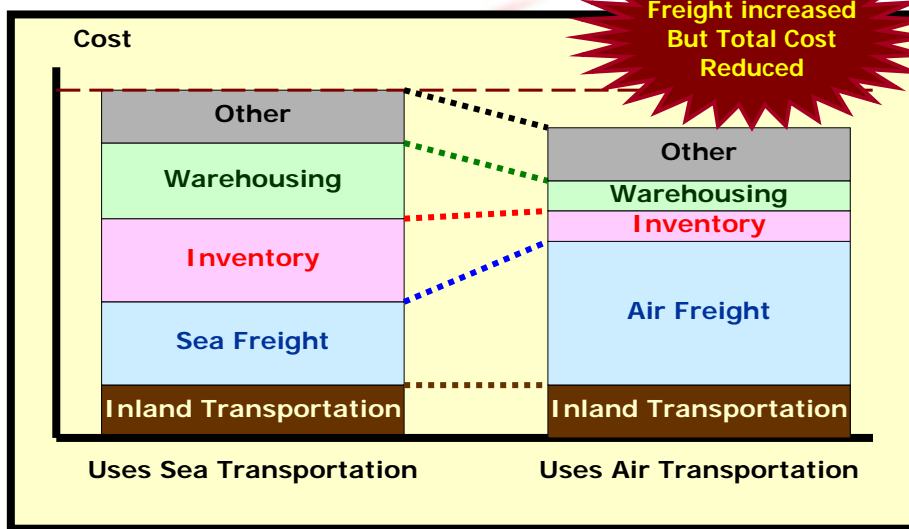 Freight increased
But Total Cost
Reduced
Cost
Other
Warehousing
Inventory
Sea Freight
Inland Transportation
Other
Warehousing
Inventory
Air Freight
Inland Transportation
Uses Sea Transportation
Uses Air Transportation